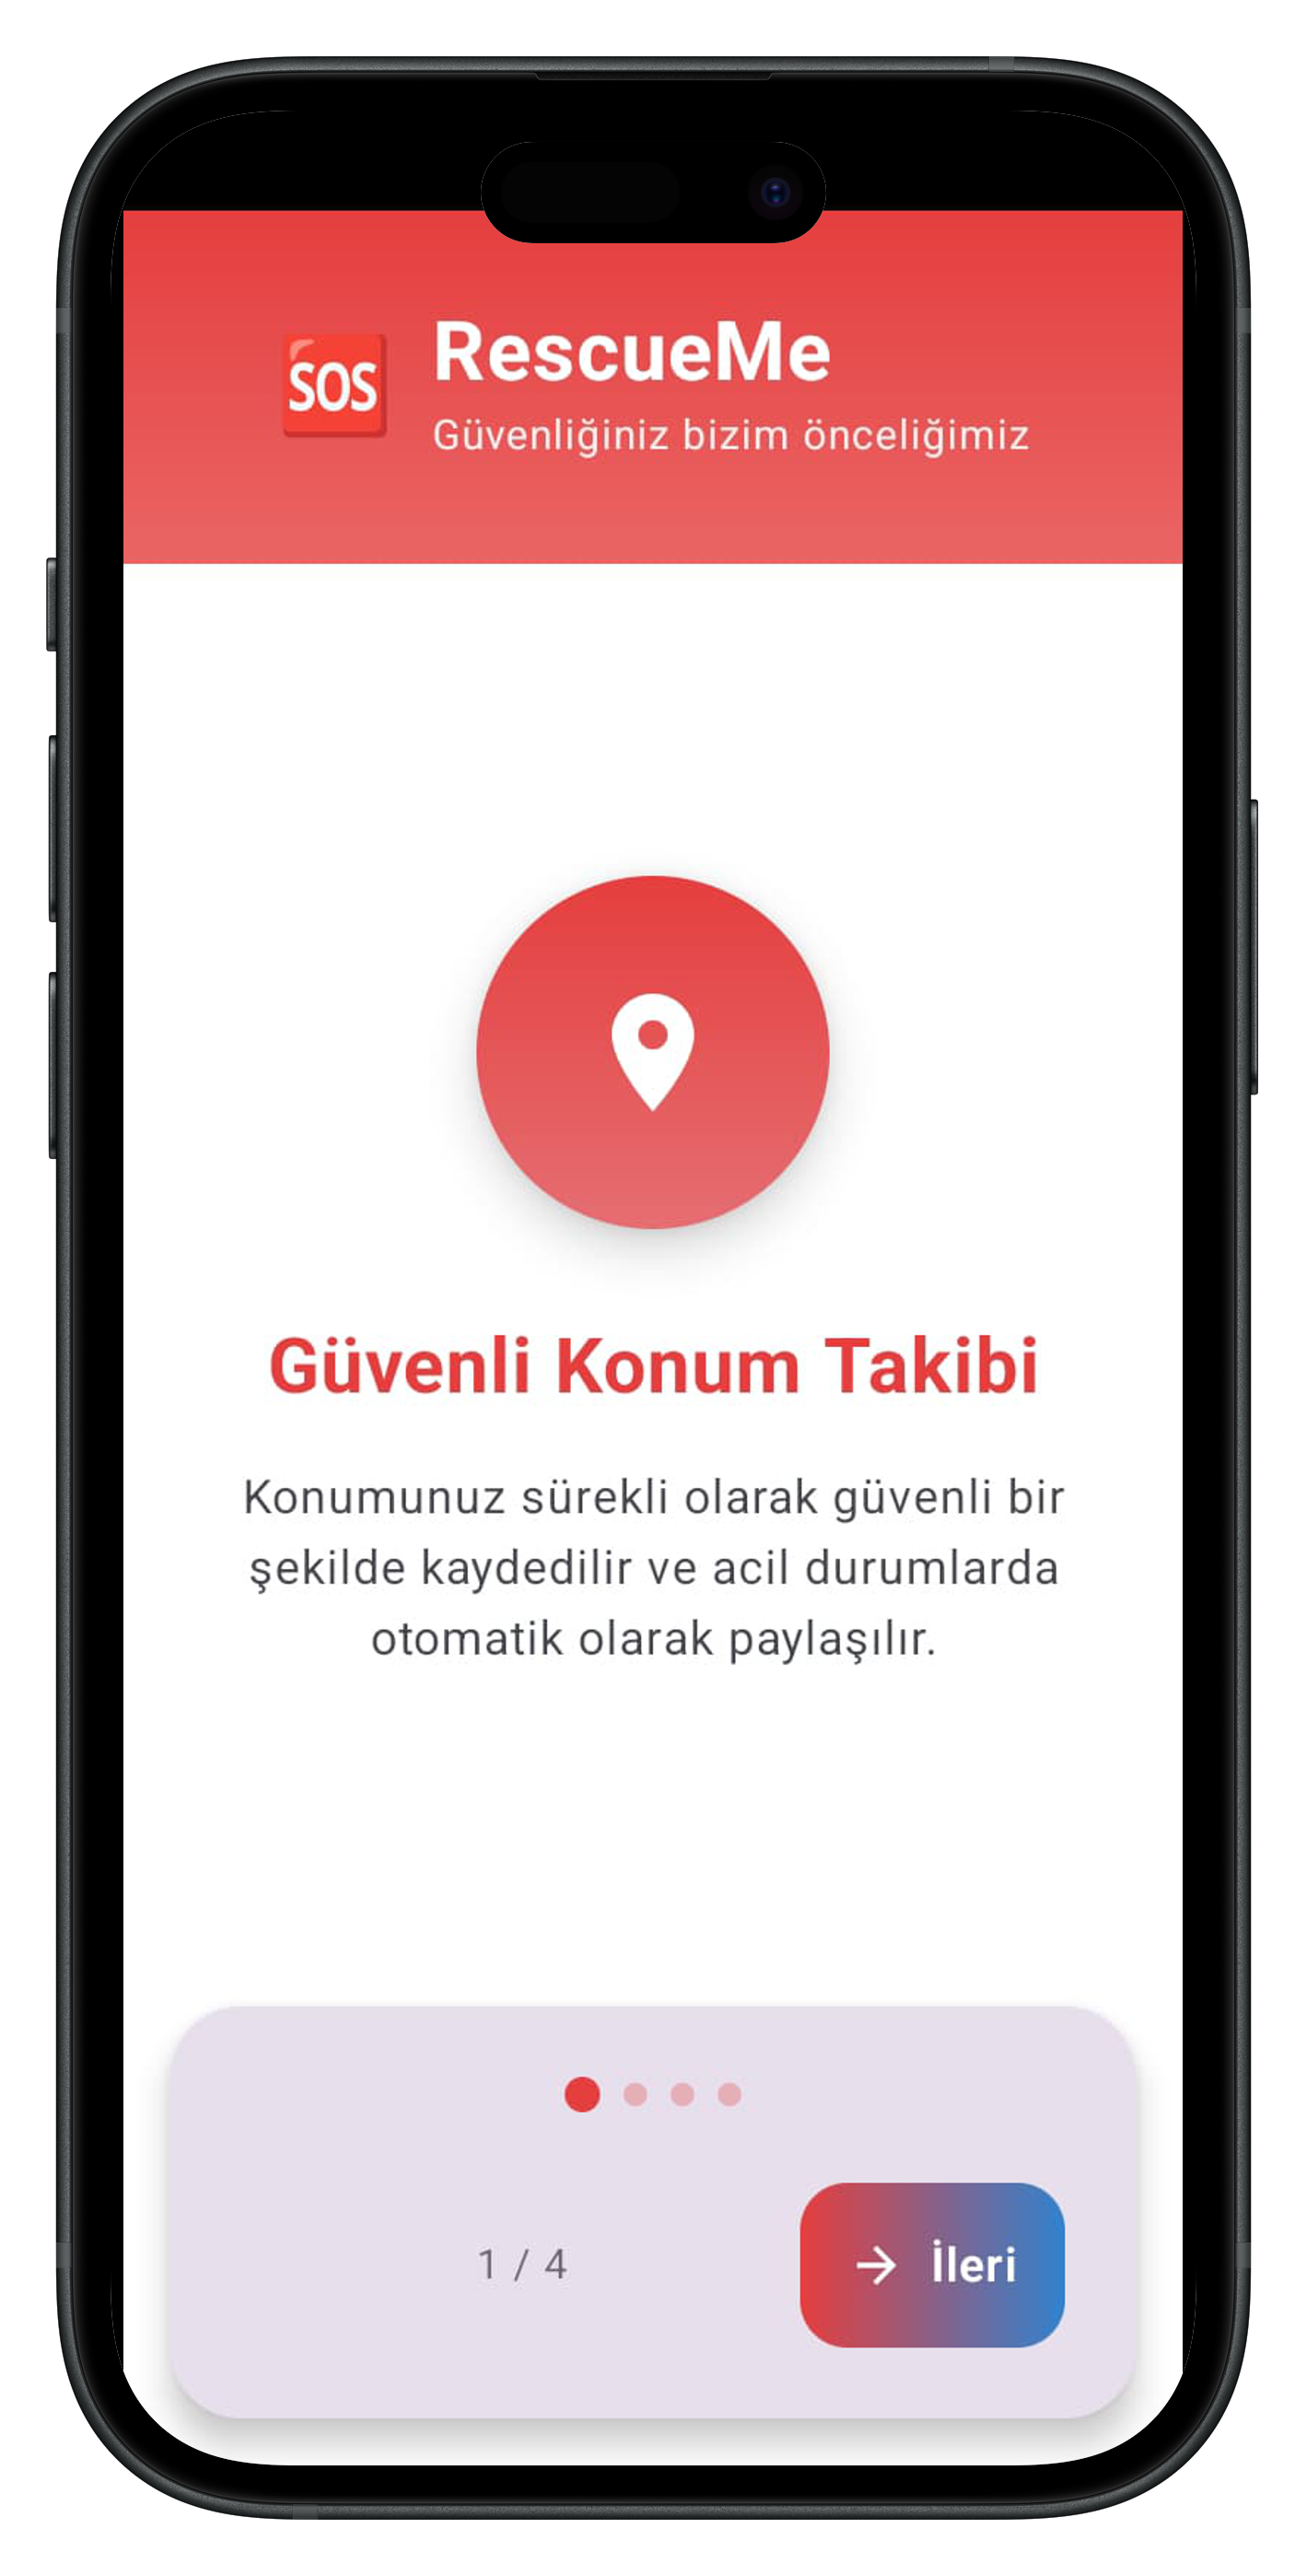 SOS
RescueMe
Güvenliğiniz bizim önceliğimiz
Güvenli Konum Takibi
Konumunuz sürekli olarak güvenli bir
şekilde kaydedilir ve acil durumlarda
otomatik olarak paylaşılır.
1 / 4
→ İleri